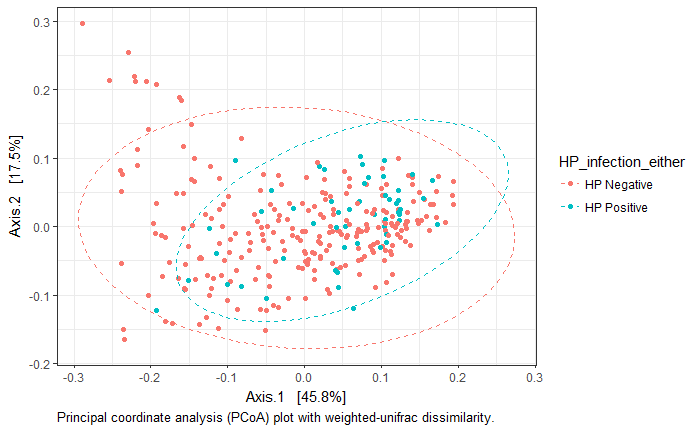 0.3
0.2
0.1
0.0
-0.1
-0.2
Axis.2 [17.5%]
-0.3
-0.2
-0.1
0.0
0.1
0.2
0.3
Axis.1 [45.8%]
Principal coordinate analysis (PCoA) plot with weighted-unifrac dissimilarity.
HP_infection_either
HP Negative
HP Positive